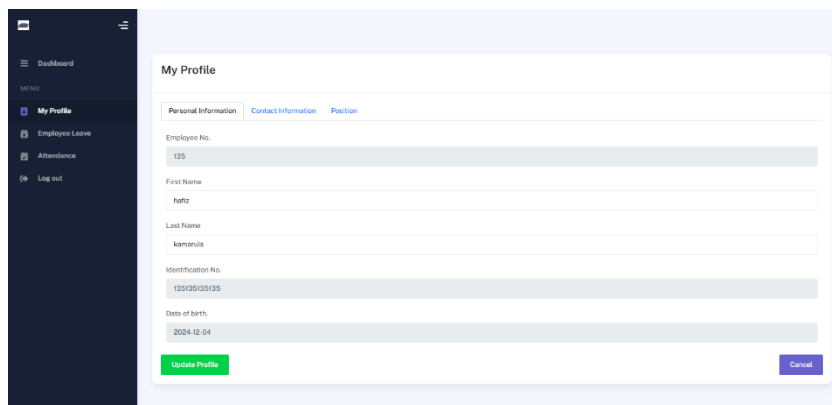 Dashboard
MENU
My Profile
Employee Leave
Attendance
Log out
My Profile
Personal Information Contact Information Position
Employee No.
135
First Name
hafiz
Last Name
kamaruls
Identification No.
135135135135
Date of birth.
2024-12-04
Update Profile Cancel